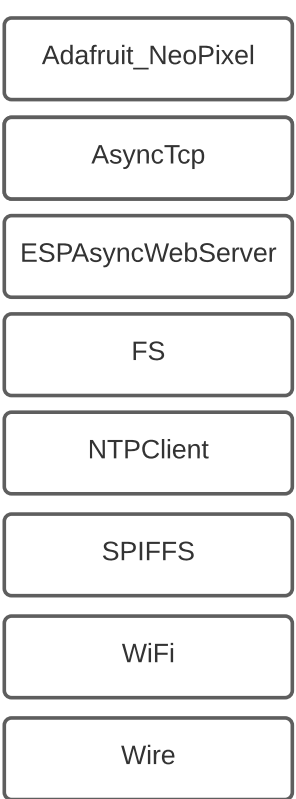 Adafruit_NeoPixel
AsyncTcp
ESPAsyncWebServer
FS
NTPClient
SPIFFS
WiFi
Wire